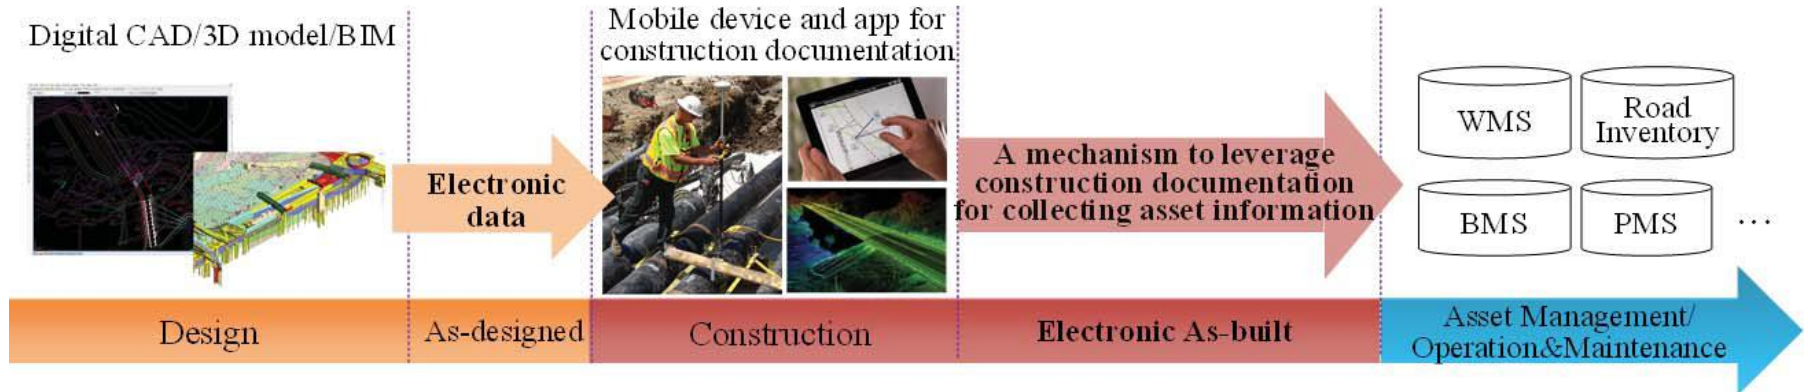 Digital CAD/3D model/BIM
Mobile device and app for
construction documentation
Electronic
data
A mechanism to leverage
construction documentation
for collecting asset information
WMS
Road
Inventory
BMS
PMS
...
Design
As-designed
Construction
Electronic As-built
Asset Management/
Operation&Maintenance